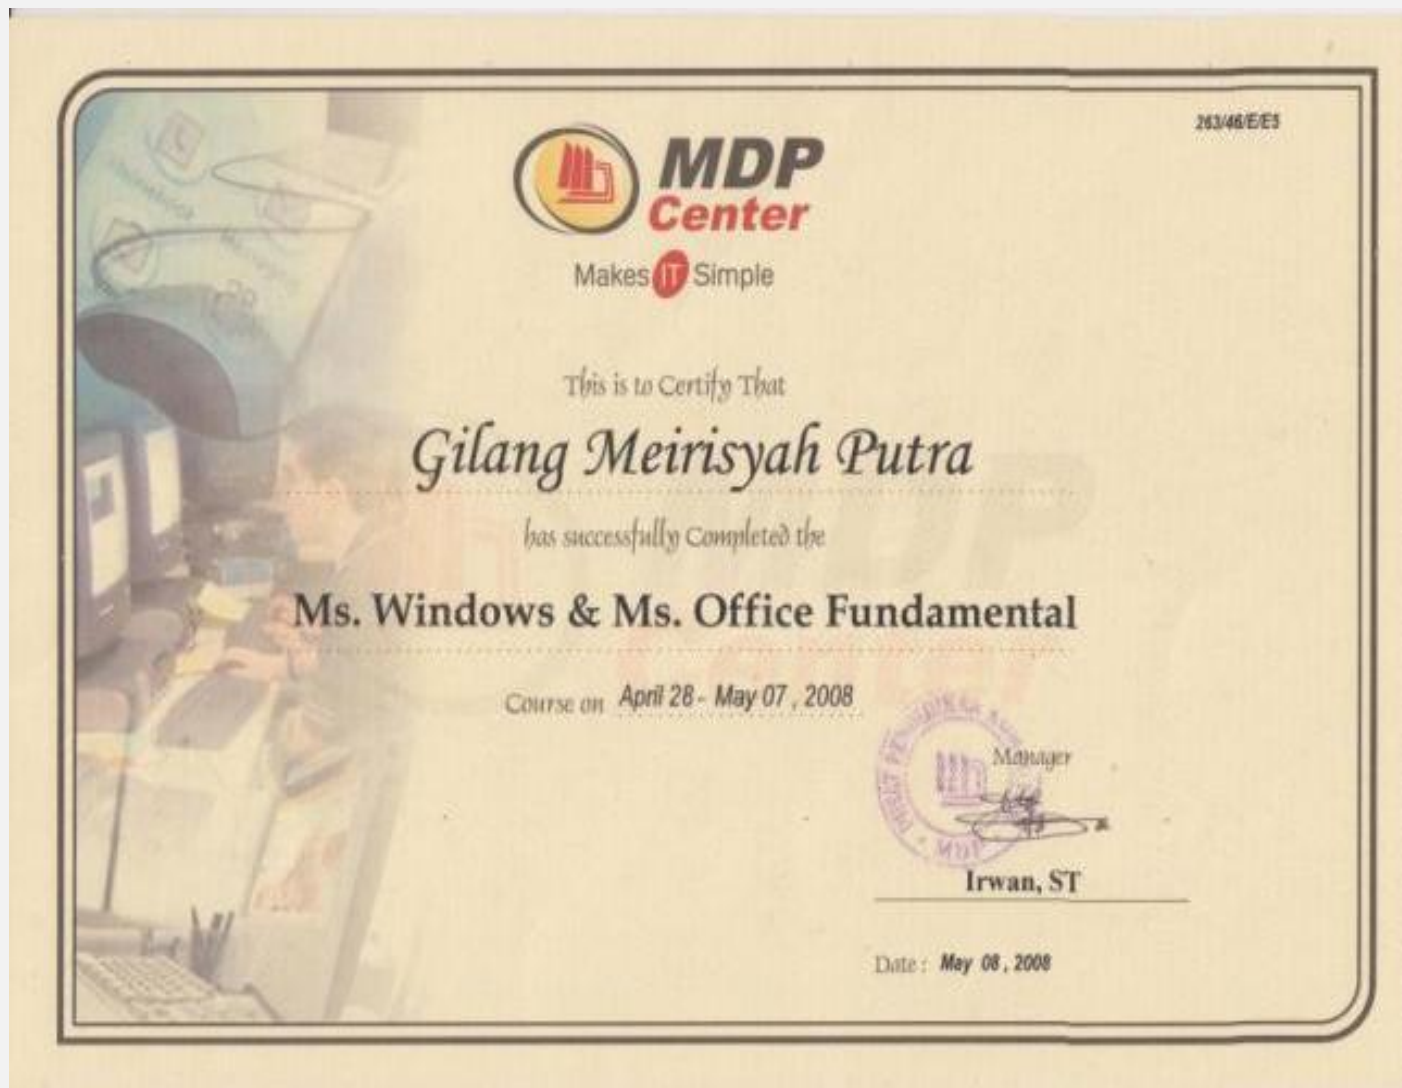 263/46/E/E5
MDP
Center
Makes IT Simple
This is to Certify That
Gilang Meirisyah Putra
has successfully Completed the
Ms. Windows & Ms. Office Fundamental
Course on April 28 - May 07 , 2008
Manager
Irwan, ST
Date : May 08 , 2008